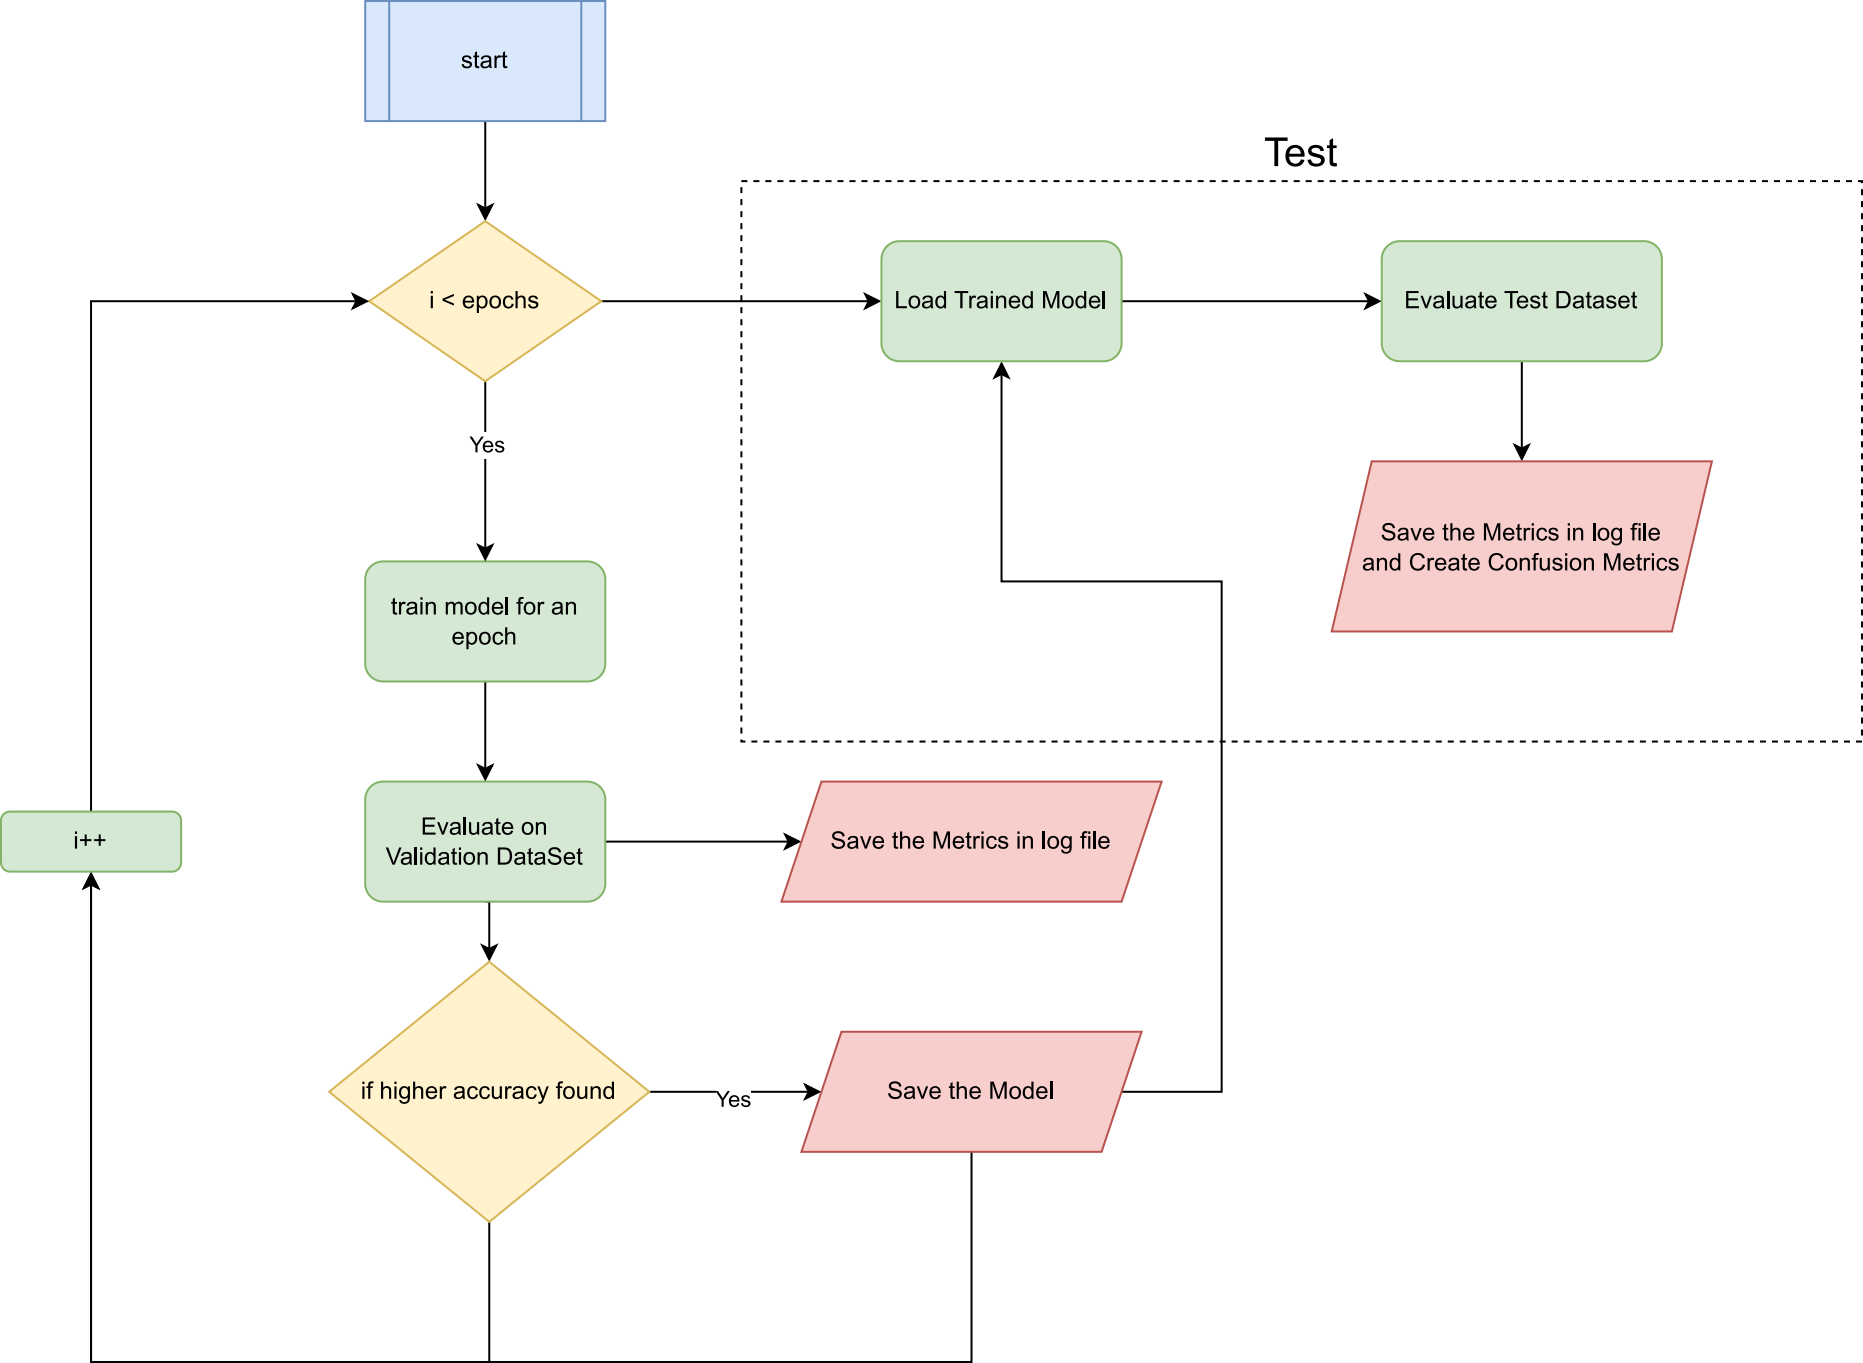 start
Test
i < epochs
Load Trained Model
Evaluate Test Dataset
Yes
Save the Metrics in log file
and Create Confusion Metrics
train model for an
epoch
Evaluate on
Validation DataSet
Save the Metrics in log file
i++
if higher accuracy found
Yes
Save the Model